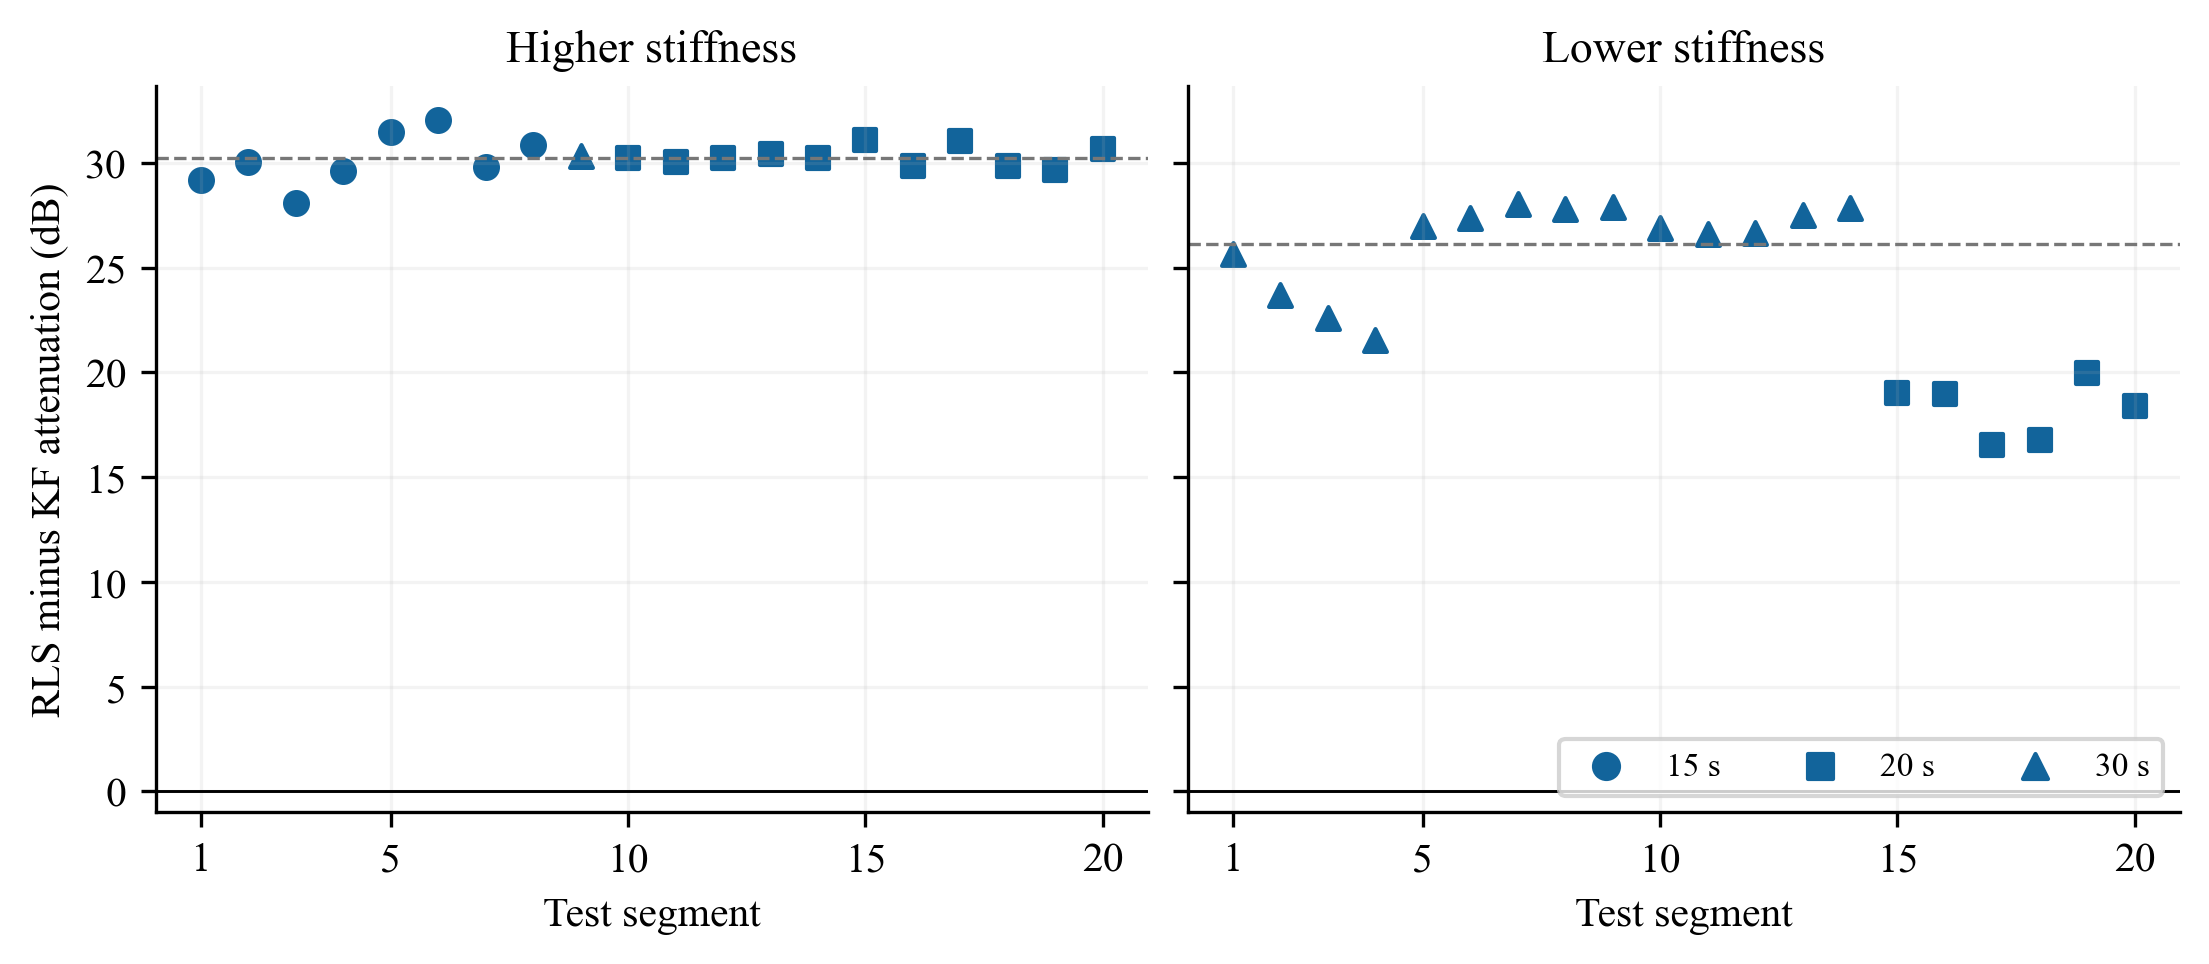 Higher stiffness
Lower stiffness
RLS minus KF attenuation (dB)
30
25
20
15
10
5
0
1 5 10 15 20
1 5 10 15 20
15 s 20 s 30 s
Test segment
Test segment